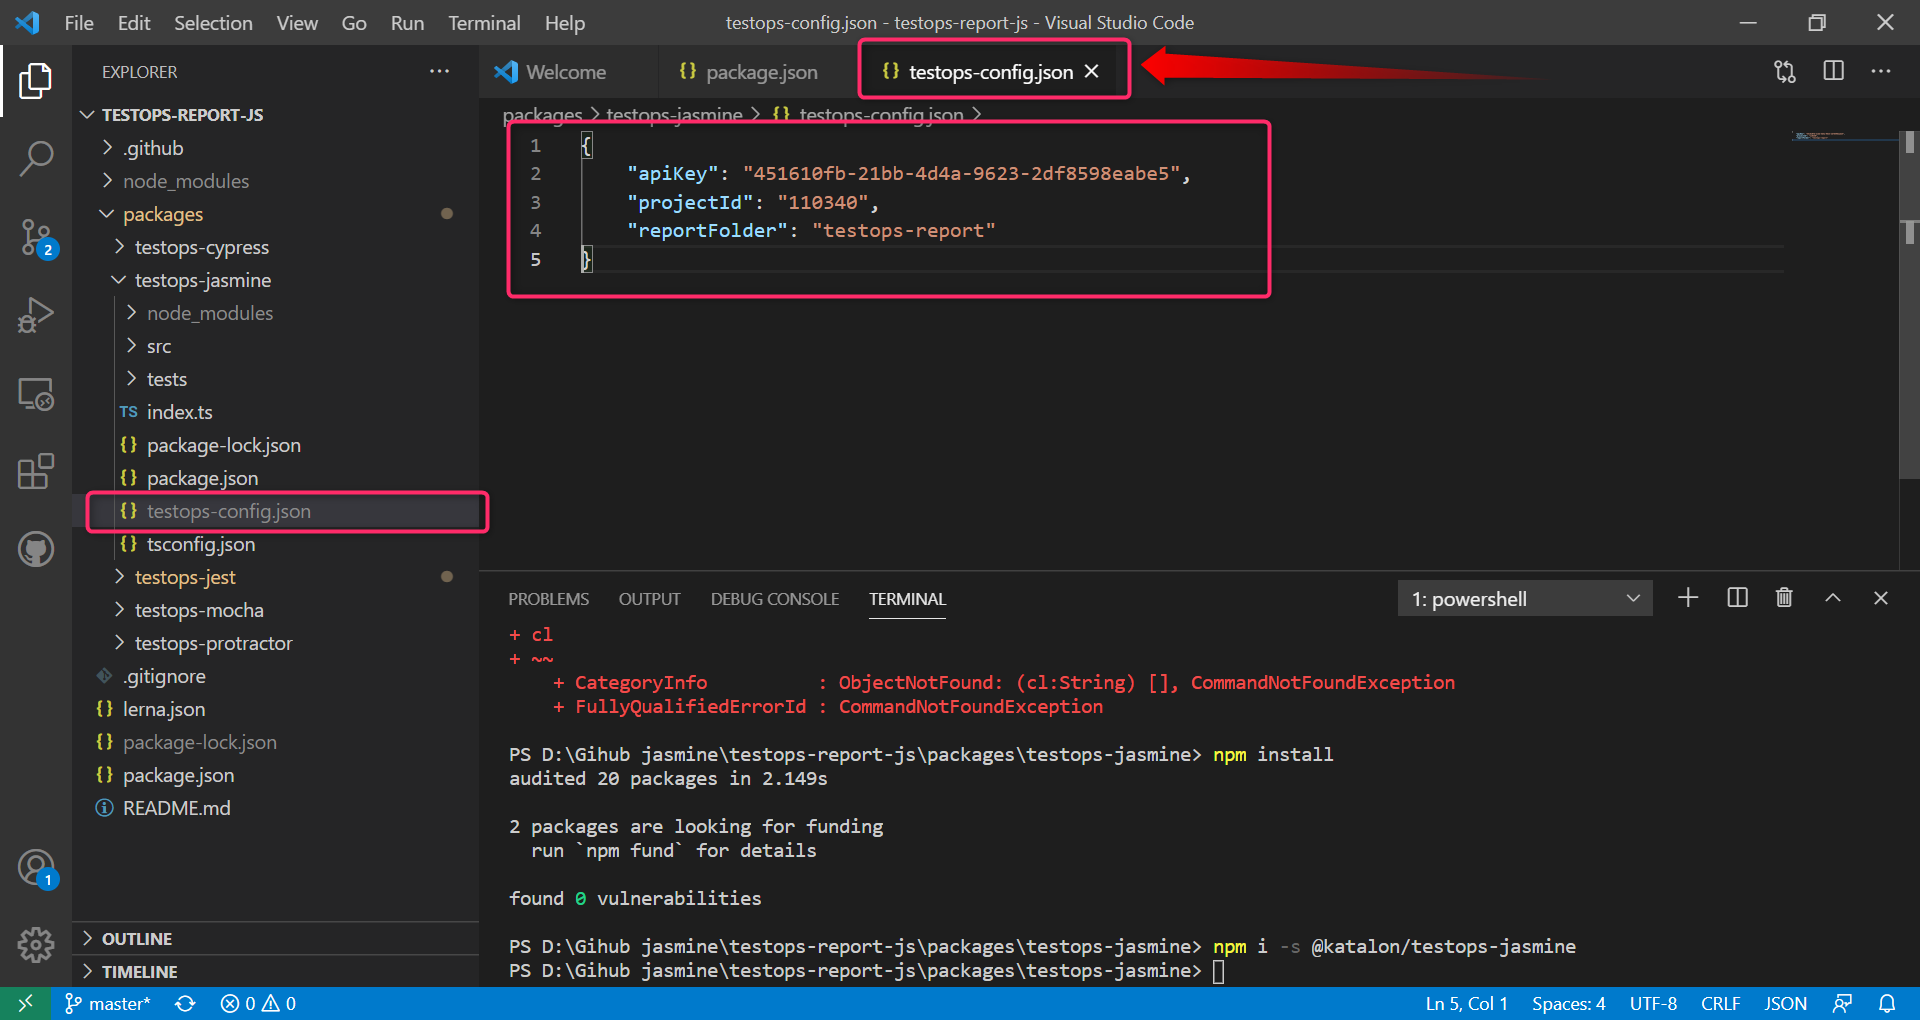 File Edit Selection View Go Run Terminal Help
testops-config.json - testops-report-js - Visual Studio Code
EXPLORER
TESTOPS-REPORT-JS
.github
node_modules
packages
testops-cypress
testops-jasmine
node_modules
src
tests
TS index.ts
{} package-lock.json
{} package.json
{} testops-config.json
{} tsconfig.json
testops-jest
testops-mocha
testops-protractor
.gitignore
{} lerna.json
{} package-lock.json
{} package.json
README.md
OUTLINE
TIMELINE
2
1
Welcome
{} package.json
{} testops-config.json
packages > testops-jasmine > {} testops-config.json >
1 {
2 "apiKey": "451610fb-21bb-4d4a-9623-2df8598eabe5",
3 "projectId": "110340",
4 "reportFolder": "testops-report"
5 }
PROBLEMS OUTPUT DEBUG CONSOLE TERMINAL
1: powershell
+ cl
+ ~~
+ CategoryInfo : ObjectNotFound: (cl:String) [], CommandNotFoundException
+ FullyQualifiedErrorId : CommandNotFoundException
PS D:\Gihub jasmine\testops-report-js\packages\testops-jasmine> npm install
audited 20 packages in 2.149s
2 packages are looking for funding
run `npm fund` for details
found 0 vulnerabilities
PS D:\Gihub jasmine\testops-report-js\packages\testops-jasmine> npm i -s @katalon/testops-jasmine
PS D:\Gihub jasmine\testops-report-js\packages\testops-jasmine>
master* 0 0
Ln 5, Col 1 Spaces: 4 UTF-8 CRLF JSON